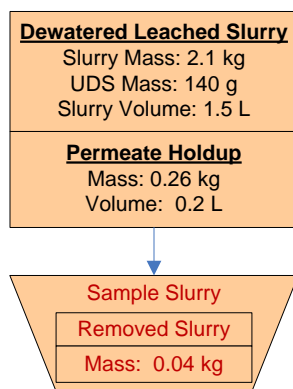 Dewatered Leached Slurry
Slurry Mass: 2.1 kg
UDS Mass: 140 g
Slurry Volume: 1.5 L
Permeate Holdup
Mass: 0.26 kg
Volume:  0.2 L
Sample Slurry
Removed Slurry
Mass:  0.04 kg